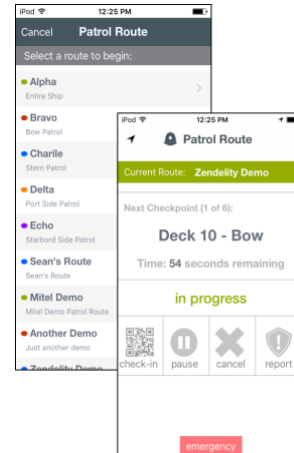 iPod 12:25 PM
Cancel Patrol Route
Select a route to begin:
Alpha
Entire Ship
Bravo
Bow Patrol
Charile
Stern Patrol
Delta
Port Side Patrol
Echo
Starbord Side Patrol
Sean's Route
Sean's Route
Mitel Demo
Mitel Demo Patrol Route
Another Demo
Just another demo
Zendelity Demo
iPod 12:25 PM
Patrol Route
Current Route: Zendelity Demo
Next Checkpoint (1 of 6):
Deck 10 - Bow
Time: 54 seconds remaining
in progress
check-in pause cancel report
emergency